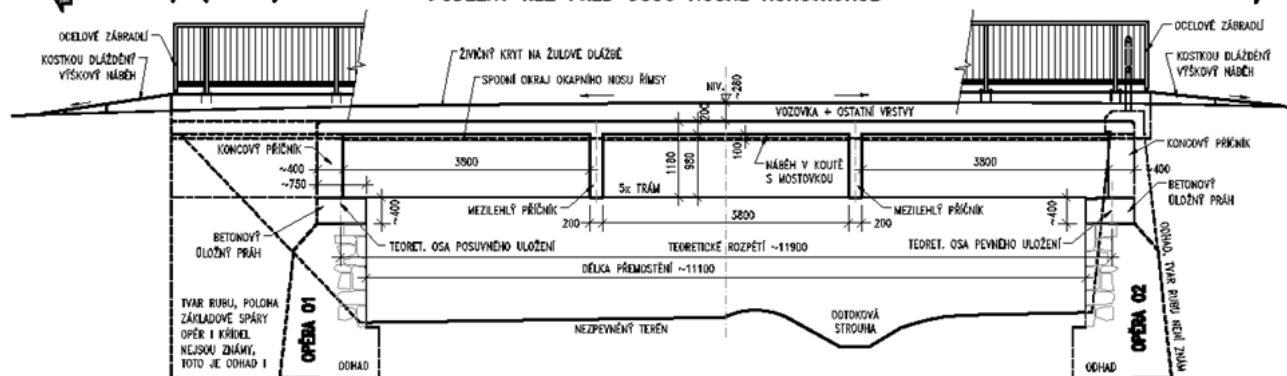 OCELOVÉ ZÁBRADLÍ
KOSTKOU DLÁŽDĚNÝ
VÝŠKOVÝ NÁBĚH
ŽIVIČNÝ KRYT NA ŽULOVÉ DLÁŽBĚ
SPODNÍ OKRAJ OKAPNÍHO NOSU ŘÍMSY
NIV.
~280
200
VOZOVKA + OSTATNÍ VRSTVY
OCELOVÉ ZÁBRADLÍ
KOSTKOU DLÁŽDĚNÝ
VÝŠKOVÝ NÁBĚH
KONCOVÝ PŘÍČNÍK
~400
~750
3800
1180
980
100
NÁBĚH V KOUTĚ
S MOSTOVKOU
3800
KONCOVÝ PŘÍČNÍK
~400
5x TRÁM
MEZILEHLÝ PŘÍČNÍK
200
3800
200
MEZILEHLÝ PŘÍČNÍK
~400
~400
BETONOVÝ
ÚLOŽNÝ PRÁH
BETONOVÝ
ÚLOŽNÝ PRÁH
TEORET. OSA POSUVNÉHO ULOŽENÍ
TEORETICKÉ ROZPĚTÍ ~11900
TEORET. OSA PEVNÉHO ULOŽENÍ
DÉLKA PŘEMOSTĚNÍ ~11100
TVAR RUBU, POLOHA
ZÁKLADOVÉ SPÁRY
OPĚR I KŘÍDEL
NEJSOU ZNÁMY,
TOTO JE ODHAD !
OPĚRA 01
ODHAD
NEZPEVNĚNÝ TERÉN
ODTOKOVÁ
STROUHA
ODHAD
OPĚRA 02
ODHAD, TVAR RUBU NENÍ ZNÁM